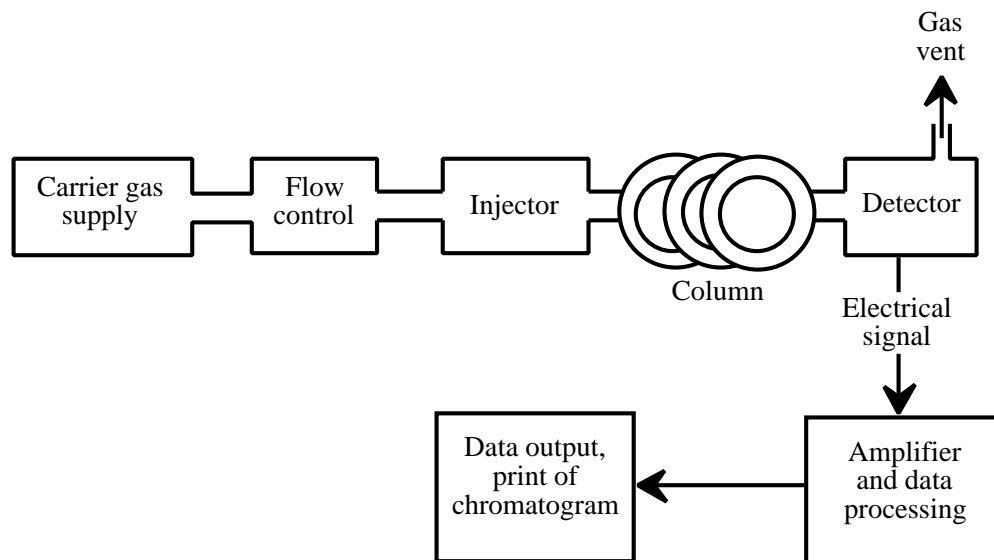 Gas
vent
Carrier gas
supply
Flow
control
Injector
Detector
Column
Electrical
signal
Data output,
print of
chromatogram
Amplifier
and data
processing